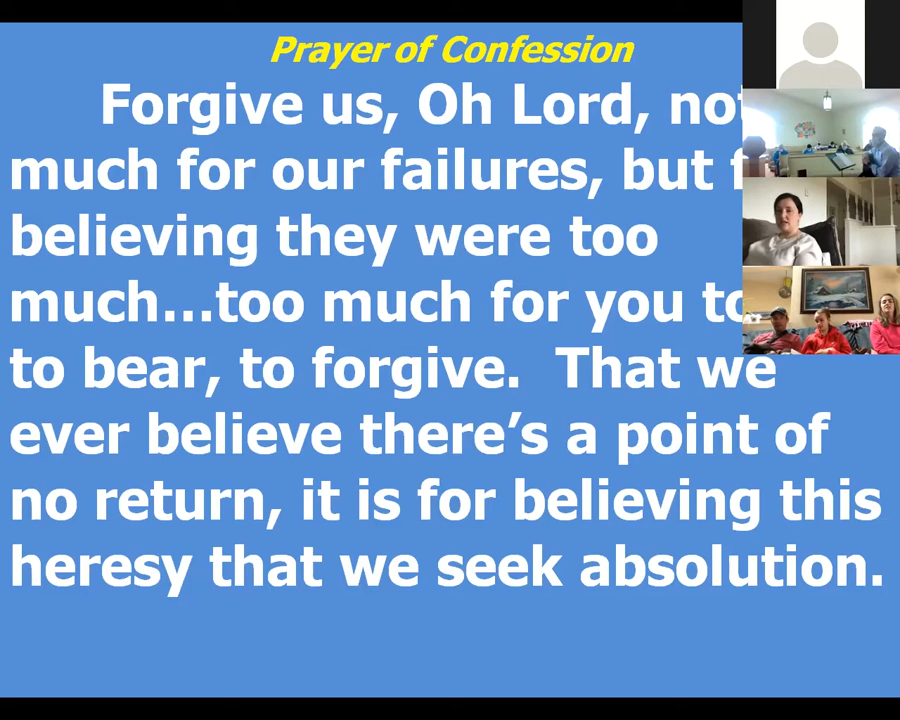 Prayer of Confession
Forgive us, Oh Lord, not
much for our failures, but
believing they were too
much...too much for you to
to bear, to forgive.  That we
ever believe there’s a point of
no return, it is for believing this
heresy that we seek absolution.